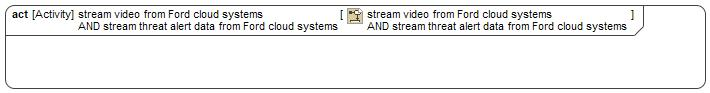 act [Activity] stream video from Ford cloud systems [ stream video from Ford cloud systems ]
AND stream threat alert data from Ford cloud systems AND stream threat alert data from Ford cloud systems